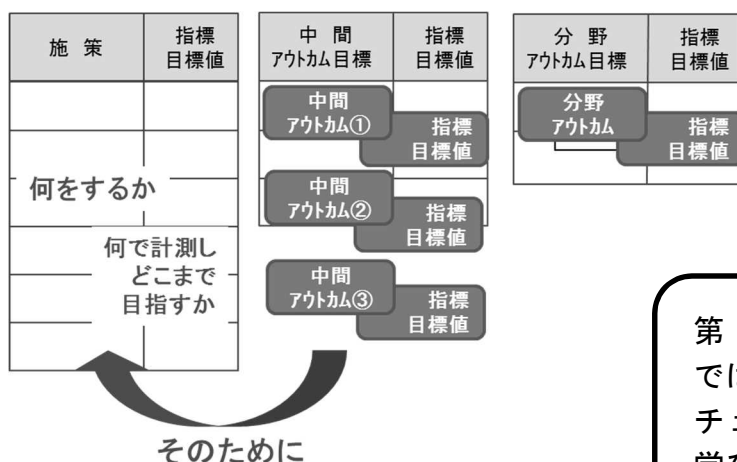 施 策
指標
目標値
中 間
アウトカム目標
指標
目標値
分 野
アウトカム目標
指標
目標値
中間
アウトカム①
指標
目標値
分野
アウトカム
指標
目標値
何をするか
中間
アウトカム②
指標
目標値
何で計測し
どこまで
目指すか
中間
アウトカム③
指標
目標値
そのために
第
では
チェ